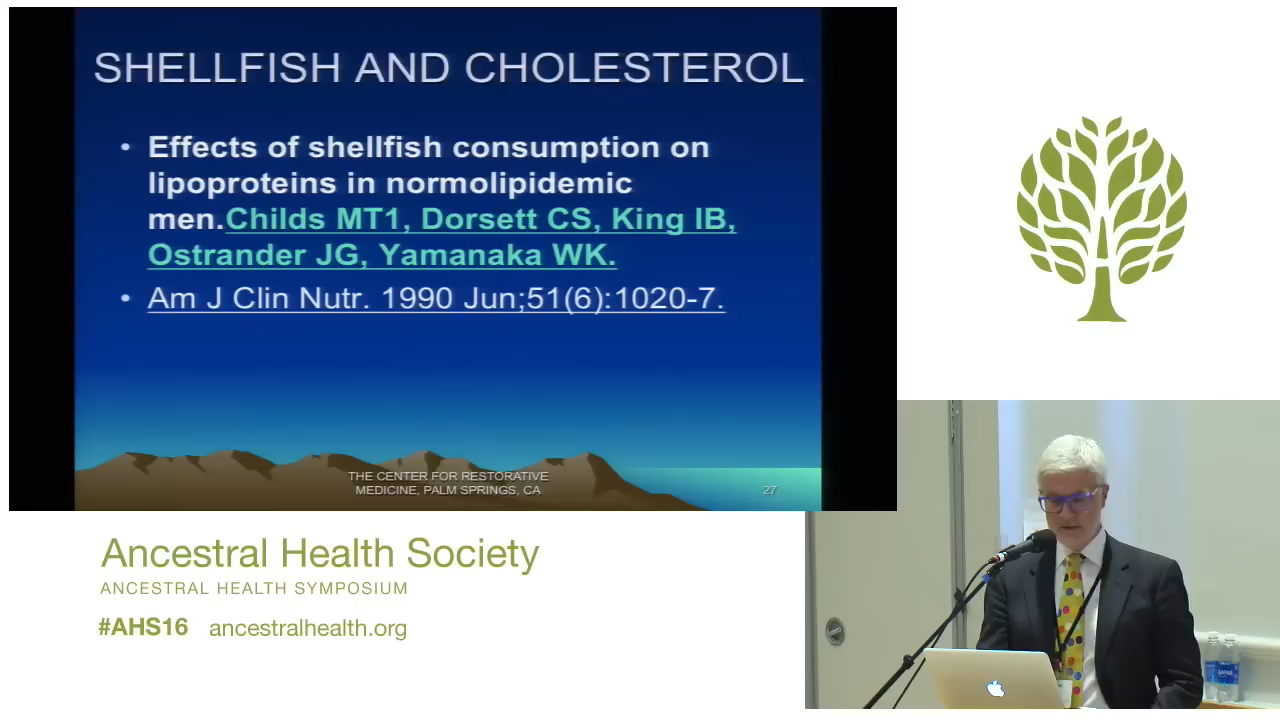 SHELLFISH AND CHOLESTEROL
• Effects of shellfish consumption on
lipoproteins in normolipidemic
men.Childs MT1, Dorsett CS, King IB,
Ostrander JG, Yamanaka WK.
• Am J Clin Nutr. 1990 Jun;51(6):1020-7.
THE CENTER FOR RESTORATIVE
MEDICINE, PALM SPRINGS, CA
27
Ancestral Health Society
ANCESTRAL HEALTH SYMPOSIUM
#AHS16 ancestralhealth.org